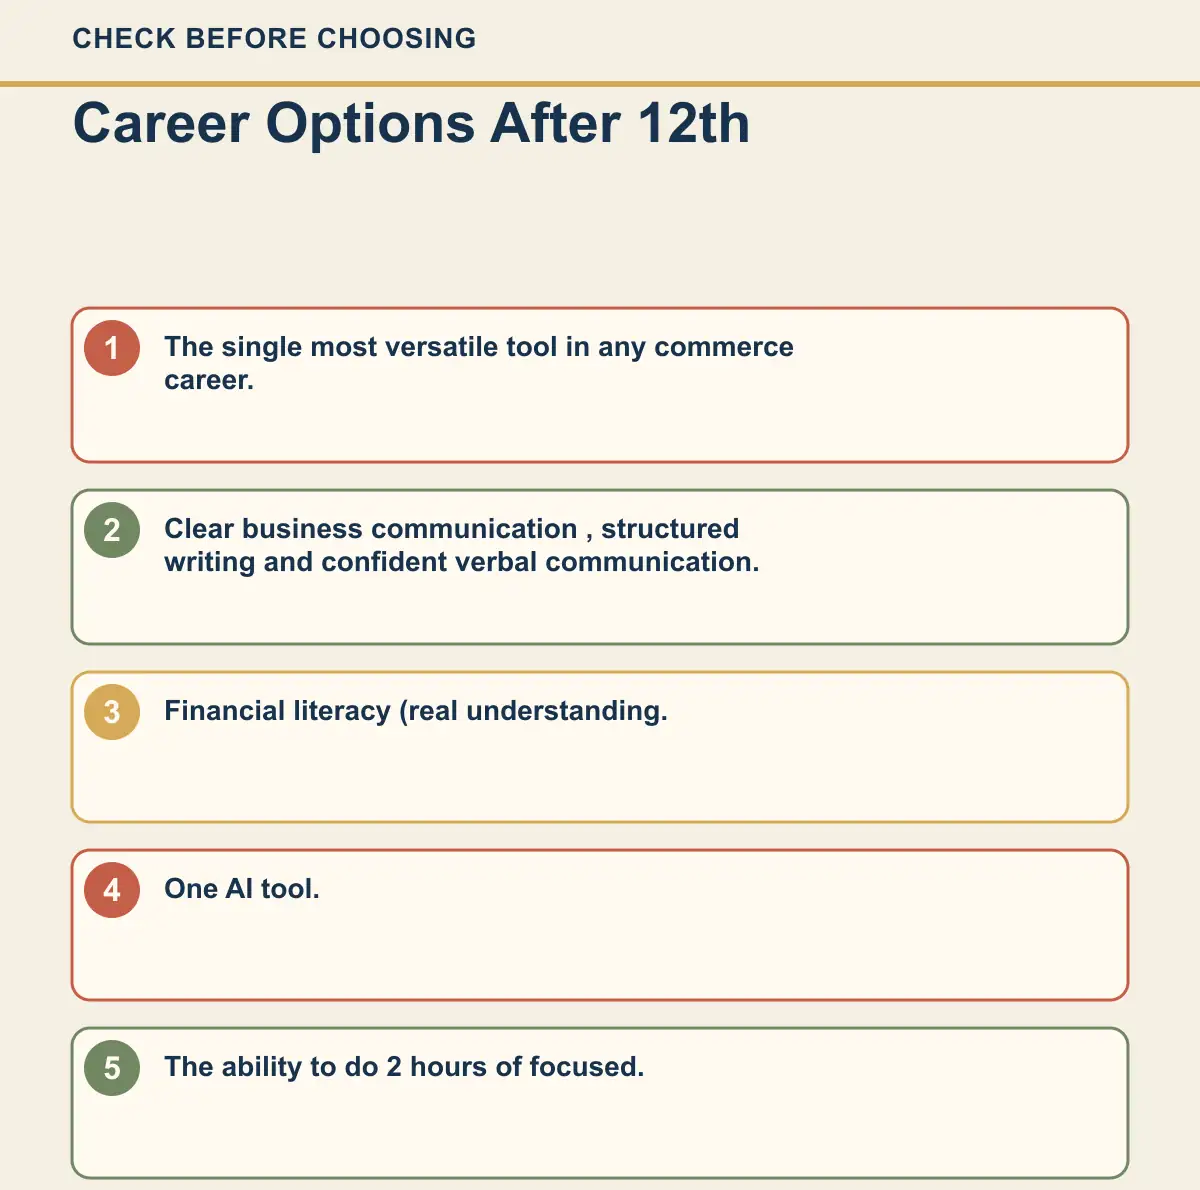 CHECK BEFORE CHOOSING
Career Options After 12th
1
The single most versatile tool in any commerce
career.
2
Clear business communication , structured
writing and confident verbal communication.
3
Financial literacy (real understanding.
4
One AI tool.
5
The ability to do 2 hours of focused.